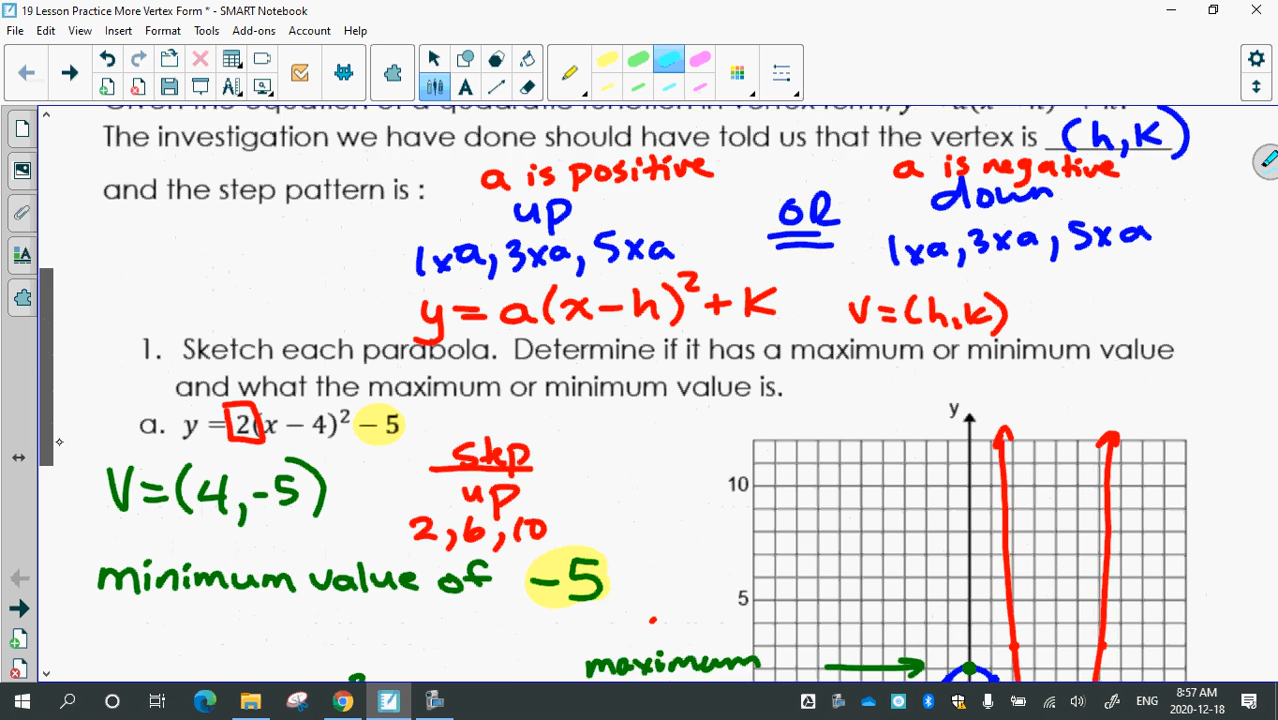 19 Lesson Practice More Vertex Form * - SMART Notebook
File Edit View Insert Format Tools Add-ons Account Help
The investigation we have done should have told us that the vertex is (h,k)
and the step pattern is :
a is positive
up
1xa, 3xa, 5xa
OR
a is negative
down
1xa, 3xa, 5xa
y = a(x-h)² + k
V = (h,k)
1. Sketch each parabola. Determine if it has a maximum or minimum value
and what the maximum or minimum value is.
a. y = 2(x − 4)² − 5
V = (4, -5)
step
up
2, 6, 10
minimum value of -5
y
10
5
maximum
ENG
8:57 AM
2020-12-18